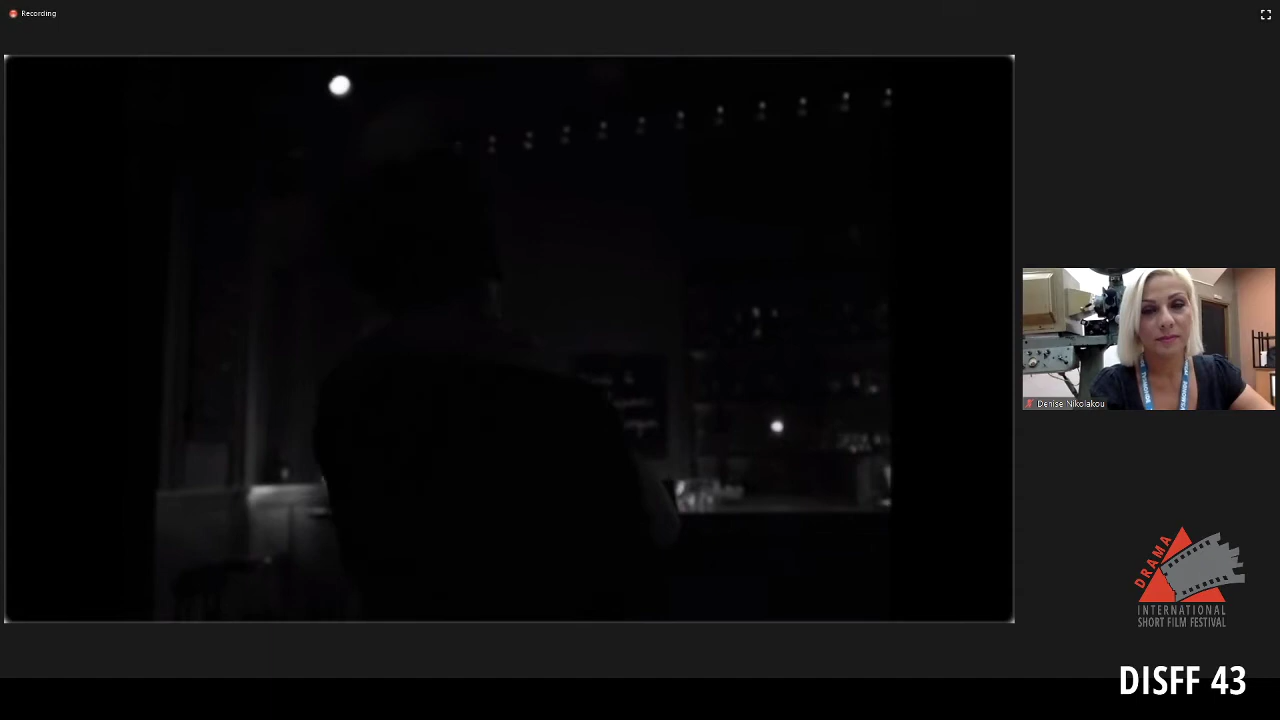 Recording
Denise Nikolakou
DRAMA
INTERNATIONAL
SHORT FILM FESTIVAL
DISFF 43